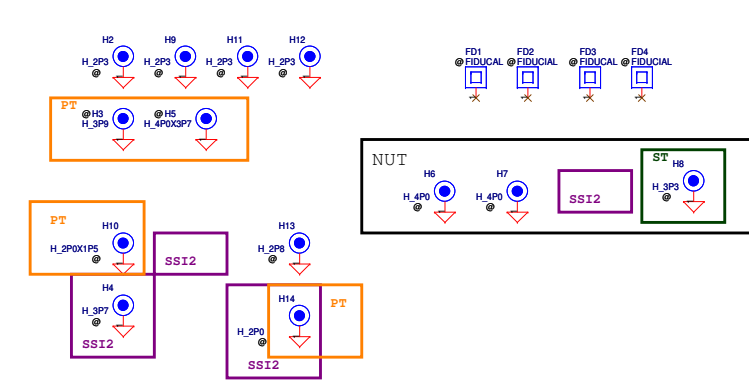 H2 H9 H11 H12
H_2P3 H_2P3 H_2P3 H_2P3
@ @ @ @
FD1 FD2 FD3 FD4
@ FIDUCAL @ FIDUCIAL @ FIDUCAL @ FIDUCIAL
PT
@H3 @H5
H_3P9 H_4P0X3P7
NUT
H6 H7
H_4P0 H_4P0
@ @
SSI2
ST
H8
H_3P3
@
PT
H10
H_2P0X1P5
@
SSI2
H13
H_2P8
@
H4
H_3P7
@
SSI2
H14
PT
H_2P0
@
SSI2